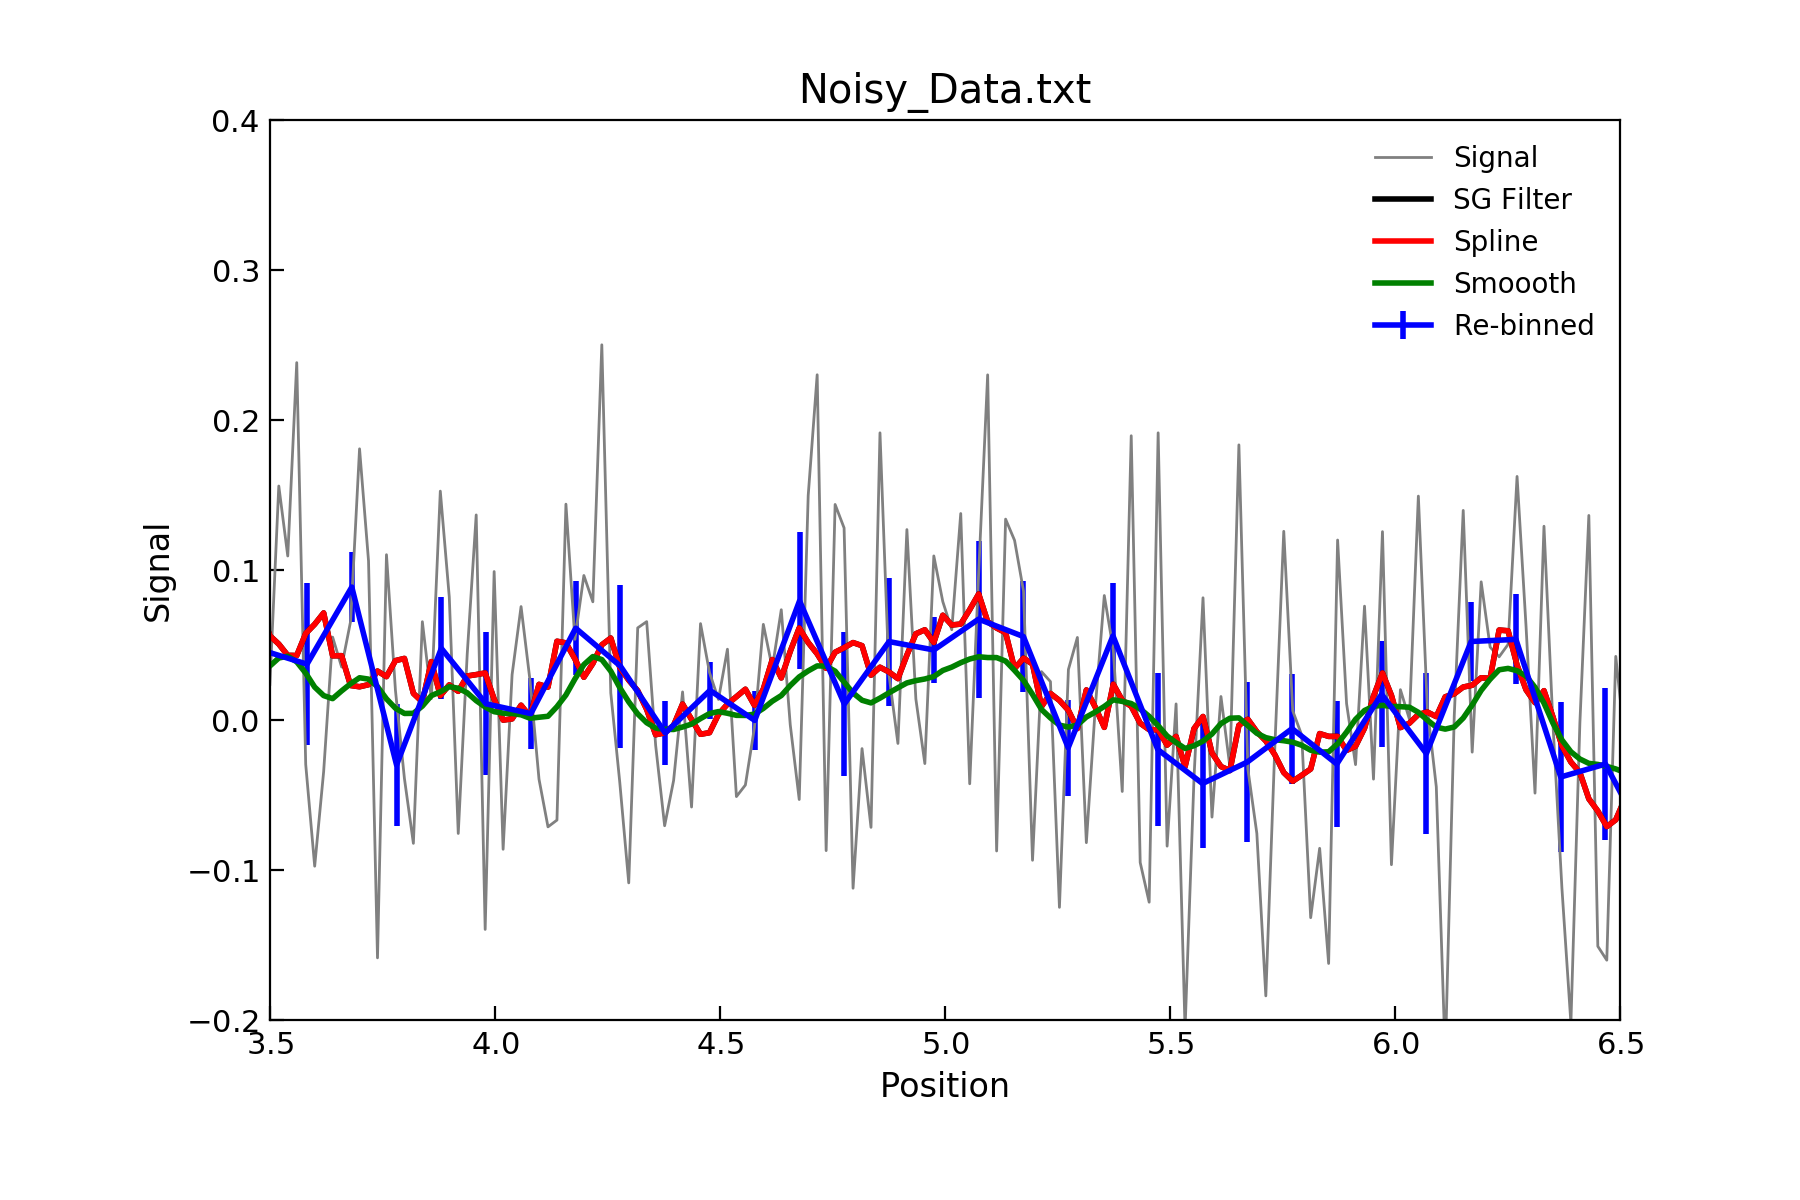 Noisy_Data.txt
0.4
0.3
0.2
0.1
0.0
−0.1
−0.2
Signal
Signal
SG Filter
Spline
Smoooth
Re-binned
3.5 4.0 4.5 5.0 5.5 6.0 6.5
Position